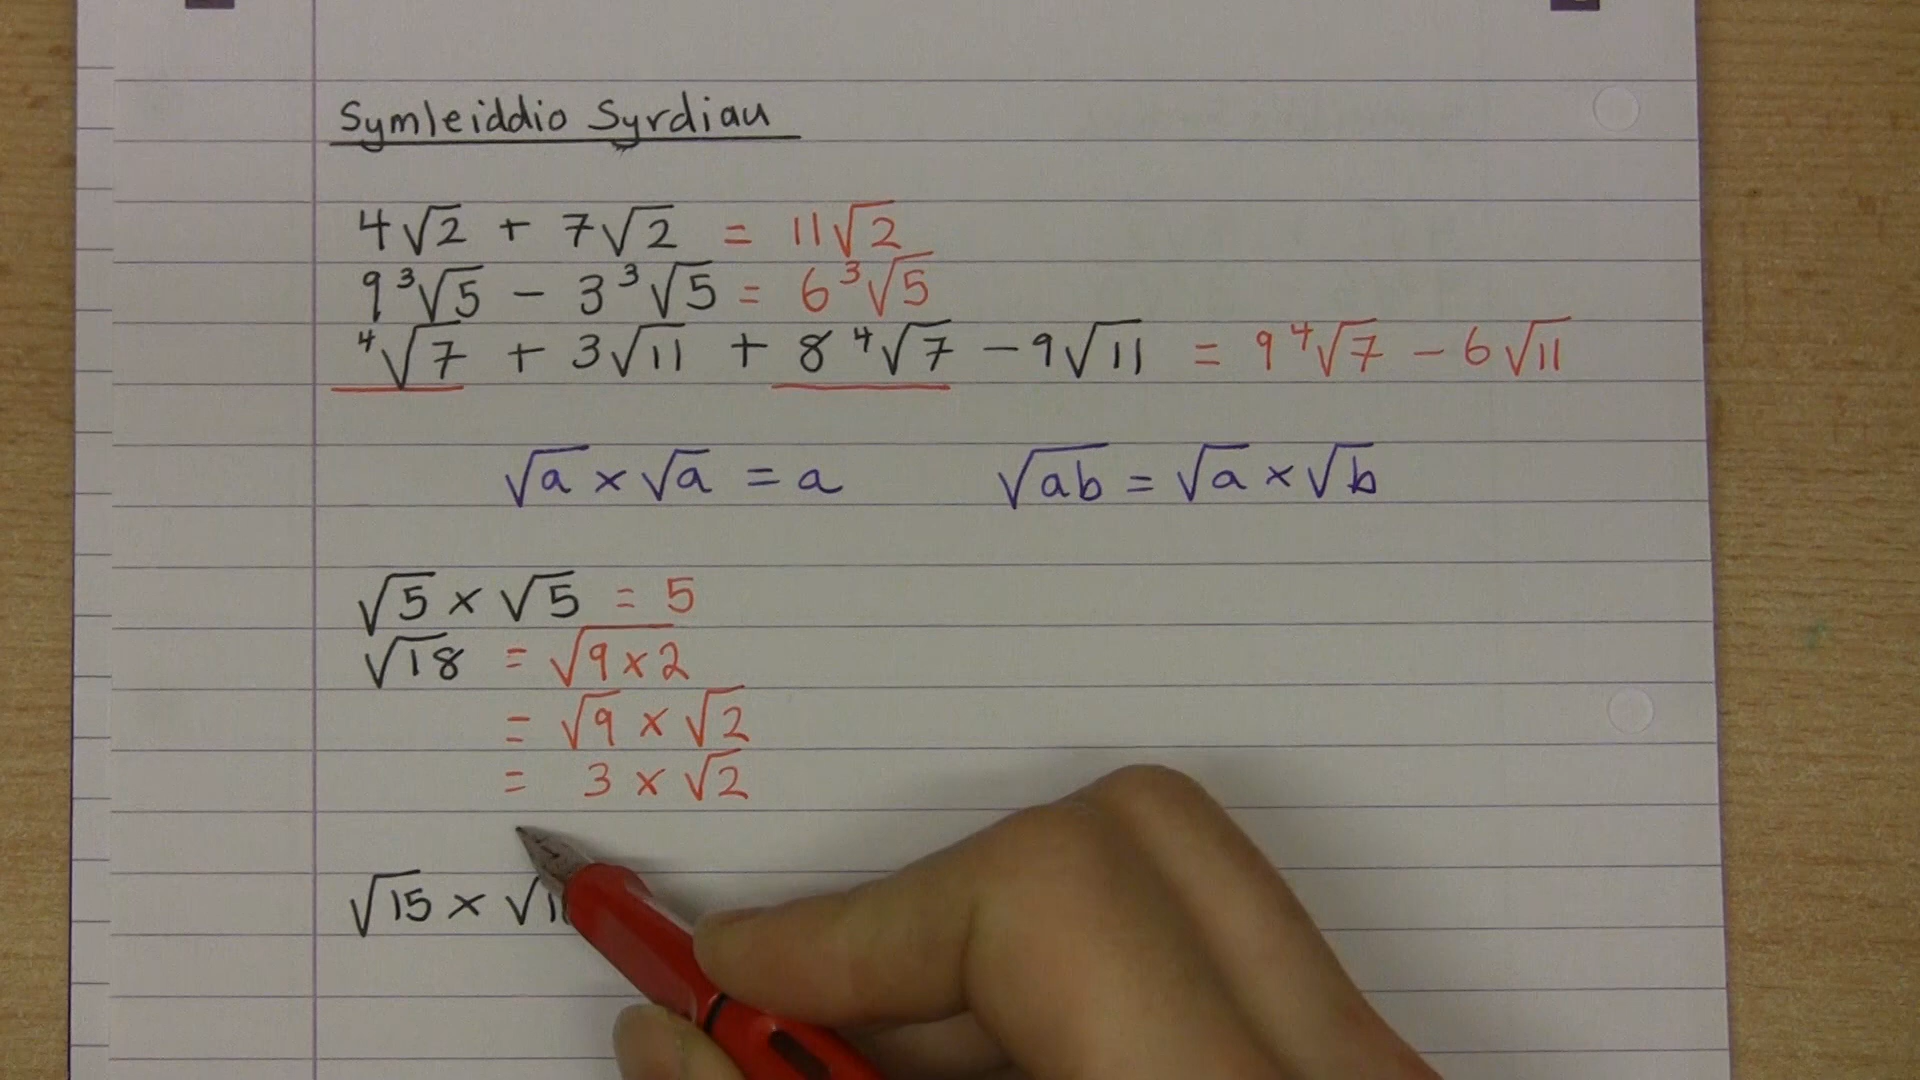 Symleiddio Syrdiau
4√2 + 7√2 = 11√2
9³√5 − 3³√5 = 6³√5
⁴√7 + 3√11 + 8⁴√7 − 9√11 = 9⁴√7 − 6√11
√a × √a = a √ab = √a × √b
√5 × √5 = 5
√18 = √9×2
= √9 × √2
= 3 × √2
√15 ×